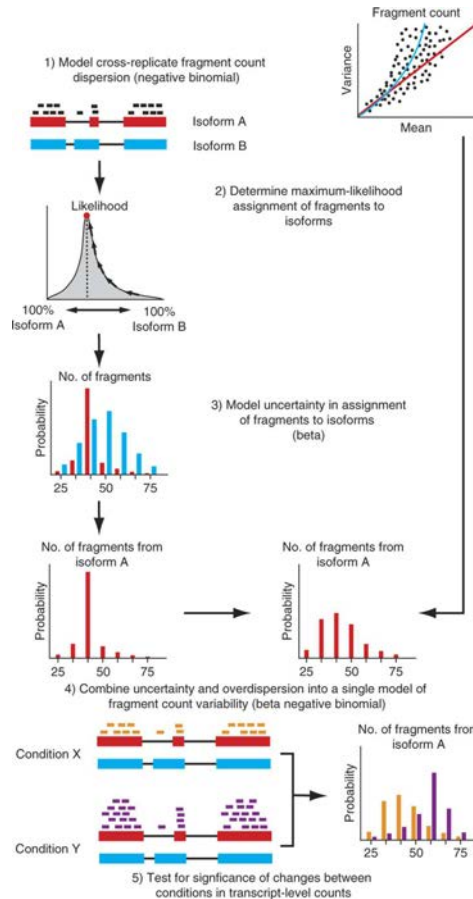 Fragment count
Variance
Mean
1) Model cross-replicate fragment count
dispersion (negative binomial)
Isoform A
Isoform B
2) Determine maximum-likelihood
assignment of fragments to
isoforms
Likelihood
100%
Isoform A
100%
Isoform B
No. of fragments
Probability
25 50 75
3) Model uncertainty in assignment
of fragments to isoforms
(beta)
No. of fragments from
isoform A
Probability
25 50 75
No. of fragments from
isoform A
Probability
25 50 75
4) Combine uncertainty and overdispersion into a single model of
fragment count variability (beta negative binomial)
Condition X
Condition Y
No. of fragments from
isoform A
Probability
25 50 75
5) Test for signficance of changes between
conditions in transcript-level counts